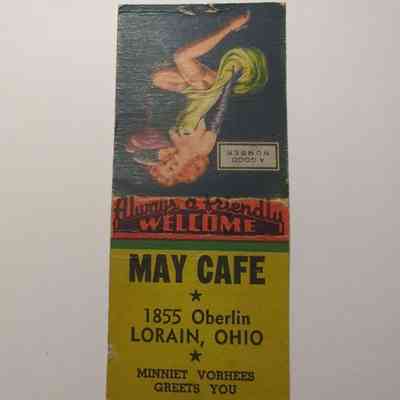 A GOOD
NUMBER
Always a friendly
WELCOME
MAY CAFE
1855 Oberlin
LORAIN, OHIO
MINNIET VORHEES
GREETS YOU